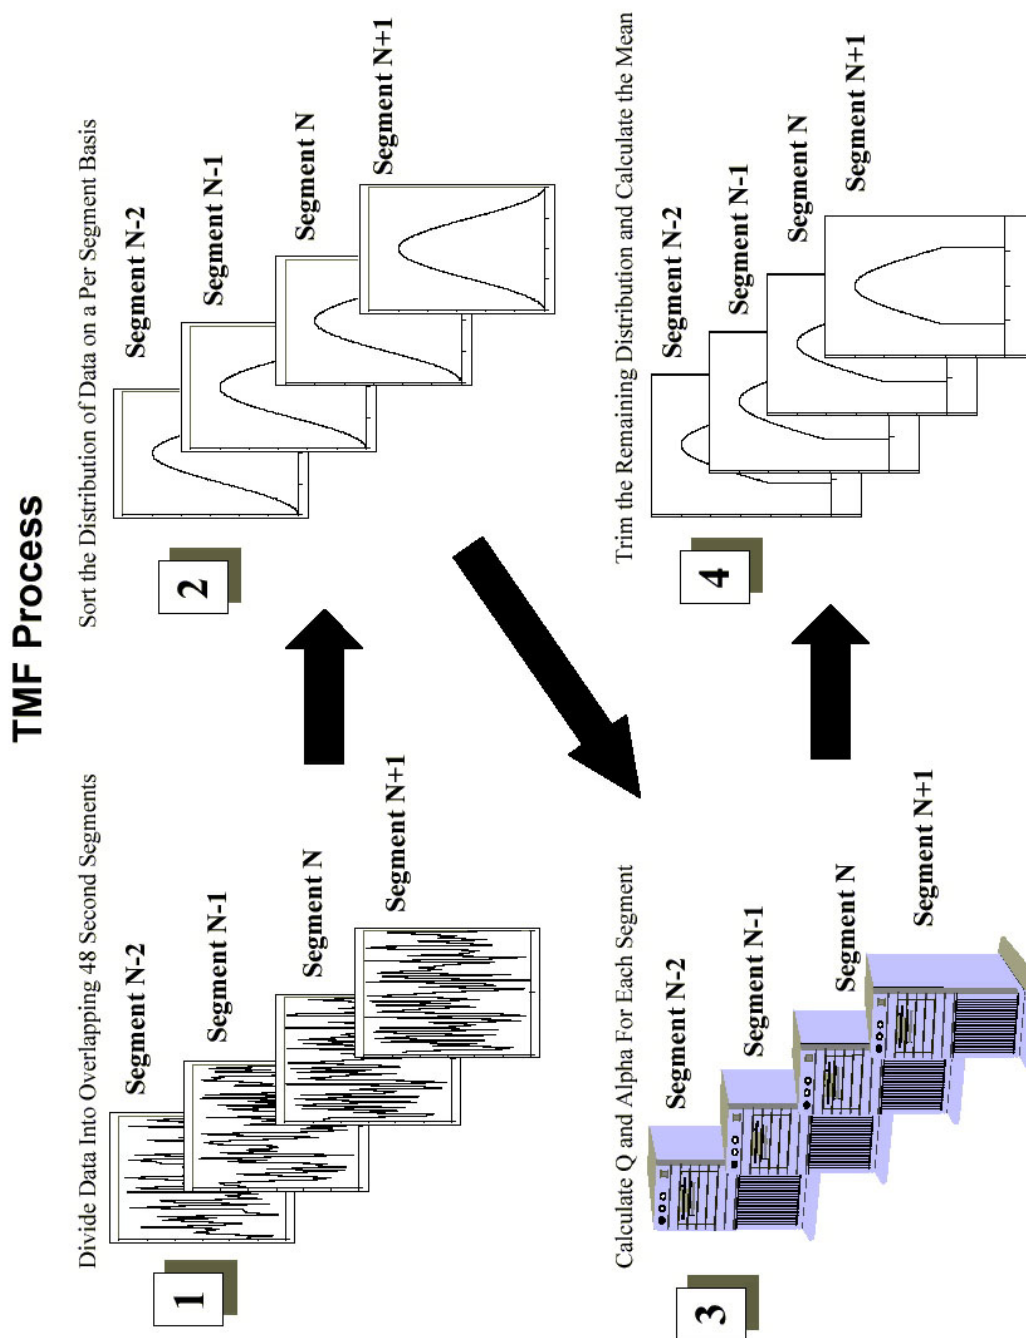 TMF Process
Divide Data Into Overlapping 48 Second Segments
1
Segment N-2
Segment N-1
Segment N
Segment N+1
Sort the Distribution of Data on a Per Segment Basis
2
Segment N-2
Segment N-1
Segment N
Segment N+1
Calculate Q and Alpha For Each Segment
3
Segment N-2
Segment N-1
Segment N
Segment N+1
Trim the Remaining Distribution and Calculate the Mean
4
Segment N-2
Segment N-1
Segment N
Segment N+1